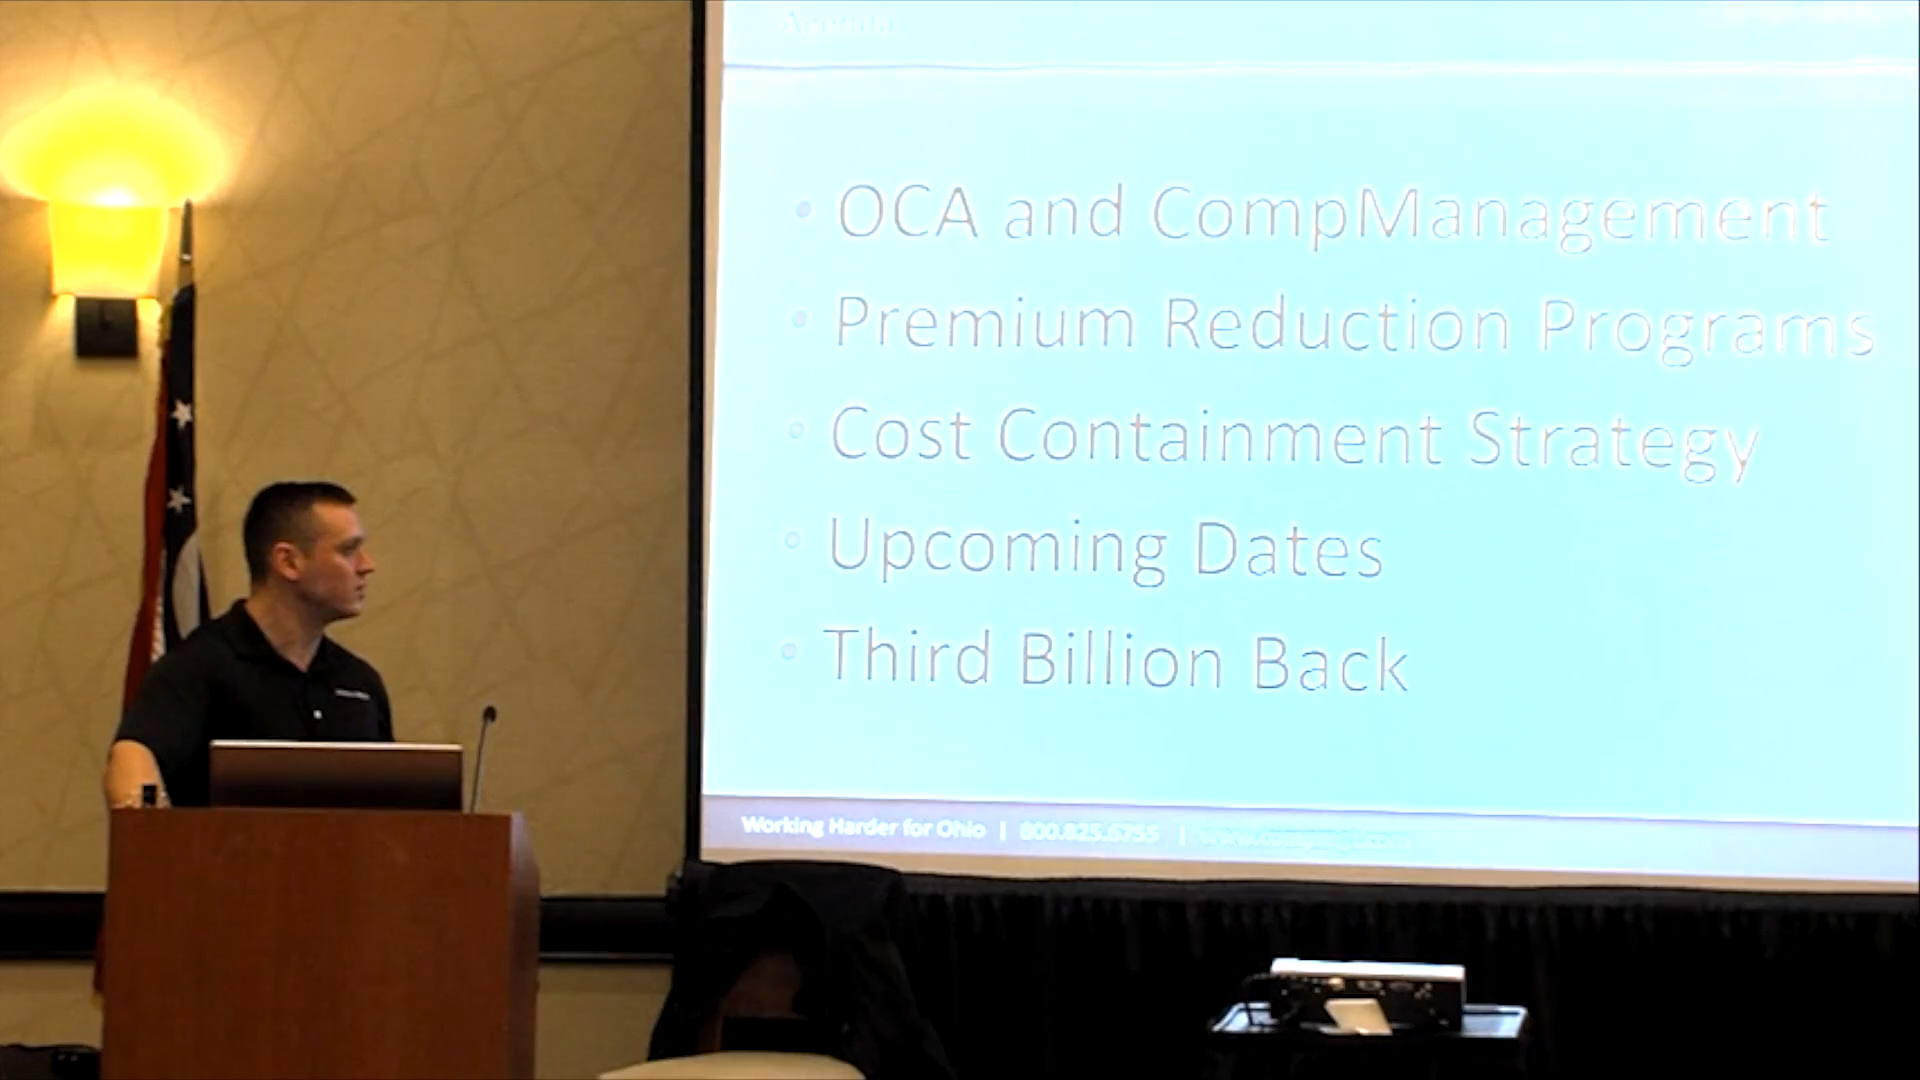 Agenda
• OCA and CompManagement
• Premium Reduction Programs
• Cost Containment Strategy
• Upcoming Dates
• Third Billion Back
Working Harder for Ohio | 800.825.6755 |